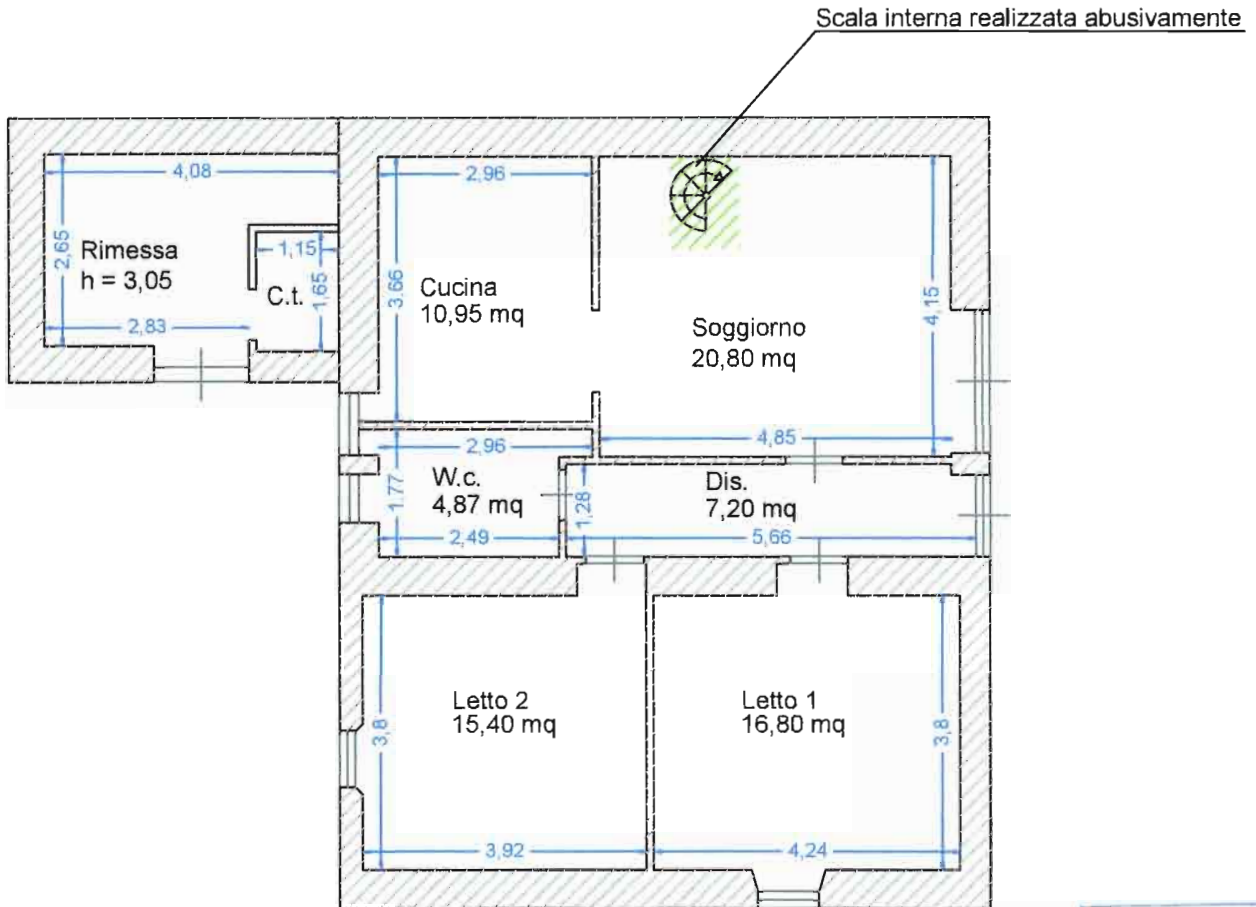 Scala interna realizzata abusivamente
4,08
2,96
2,65
Rimessa
h = 3,05
1,15
C.t.
1,65
2,83
3.66
Cucina
10,95 mq
Soggiorno
20,80 mq
4,15
4,85
2,96
W.c.
4,87 mq
1.77
2,49
1,28
Dis.
7,20 mq
5,66
3,8
Letto 2
15,40 mq
3,92
Letto 1
16,80 mq
3,8
4,24